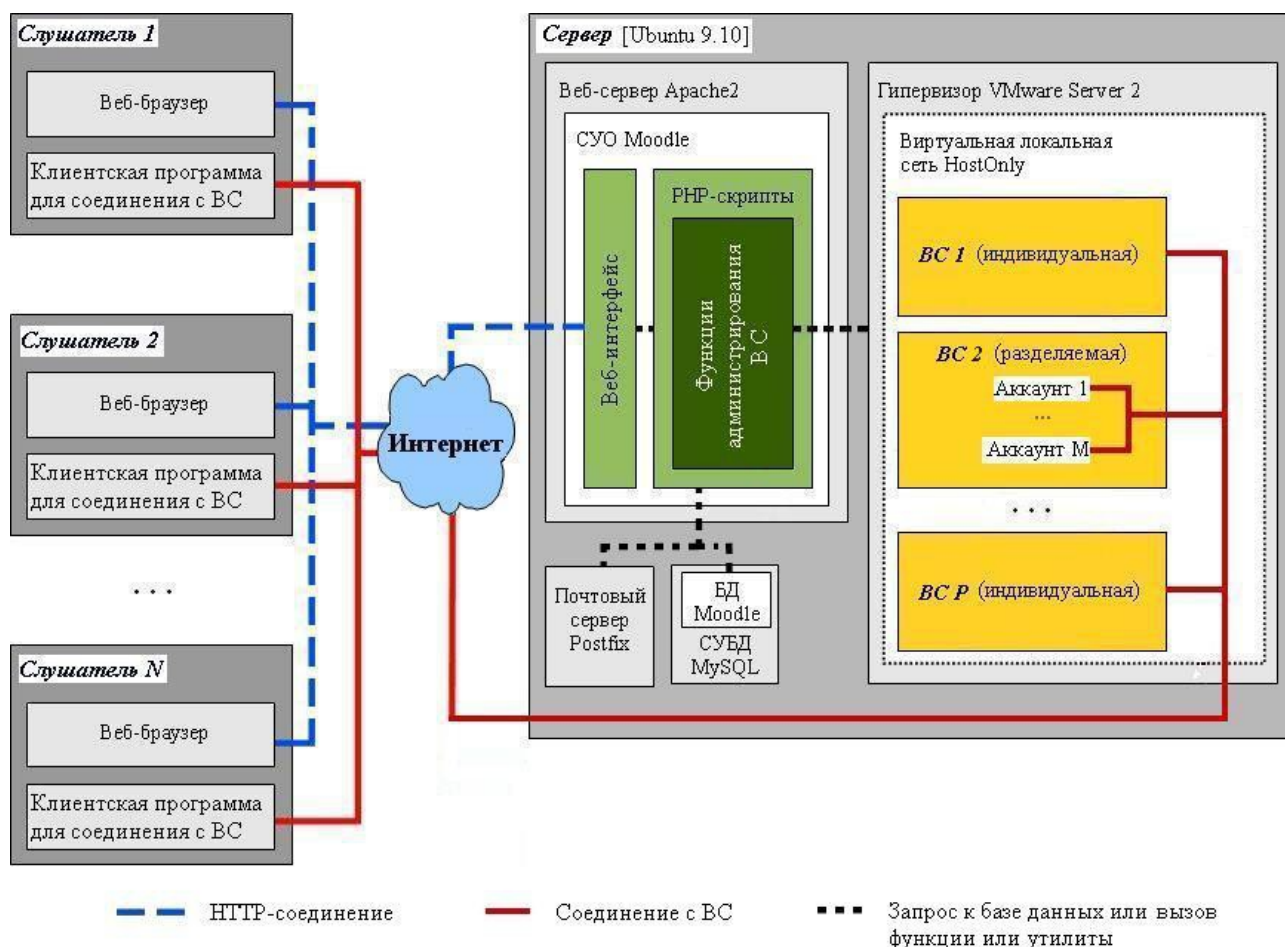 Слушатель 1
Веб-браузер
Клиентская программа
для соединения с ВС
Слушатель 2
Веб-браузер
Клиентская программа
для соединения с ВС
. . .
Слушатель N
Веб-браузер
Клиентская программа
для соединения с ВС
Интернет
Сервер [Ubuntu 9.10]
Веб-сервер Apache2
СУО Moodle
Веб-интерфейс
PHP-скрипты
Функции
администрирования
ВС
Почтовый
сервер
Postfix
БД
Moodle
СУБД
MySQL
Гипервизор VMware Server 2
Виртуальная локальная
сеть HostOnly
ВС 1 (индивидуальная)
ВС 2 (разделяемая)
Аккаунт 1
...
Аккаунт M
. . .
ВС P (индивидуальная)
HTTP-соединение
Соединение с ВС
Запрос к базе данных или вызов
функции или утилиты